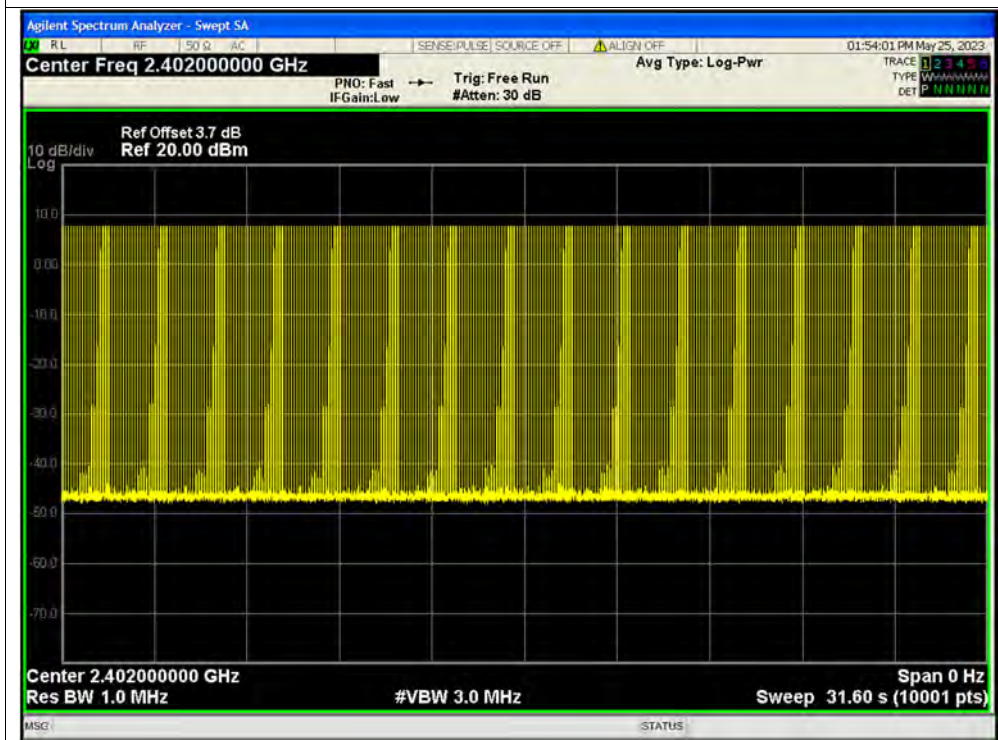 Agilent Spectrum Analyzer - Swept SA
LXI RL RF 50 Ω AC SENSE:PULSE SOURCE OFF ALIGN OFF 01:54:01 PM May 25, 2023
Center Freq 2.402000000 GHz
PNO: Fast
IFGain:Low
Trig: Free Run
#Atten: 30 dB
Avg Type: Log-Pwr
TRACE 1 2 3 4 5 6
TYPE
DET P N N N N N
Ref Offset 3.7 dB
10 dB/div Ref 20.00 dBm
Log
10.0
0.00
-10.0
-20.0
-30.0
-40.0
-50.0
-60.0
-70.0
Center 2.402000000 GHz Span 0 Hz
Res BW 1.0 MHz #VBW 3.0 MHz Sweep 31.60 s (10001 pts)
MSG STATUS